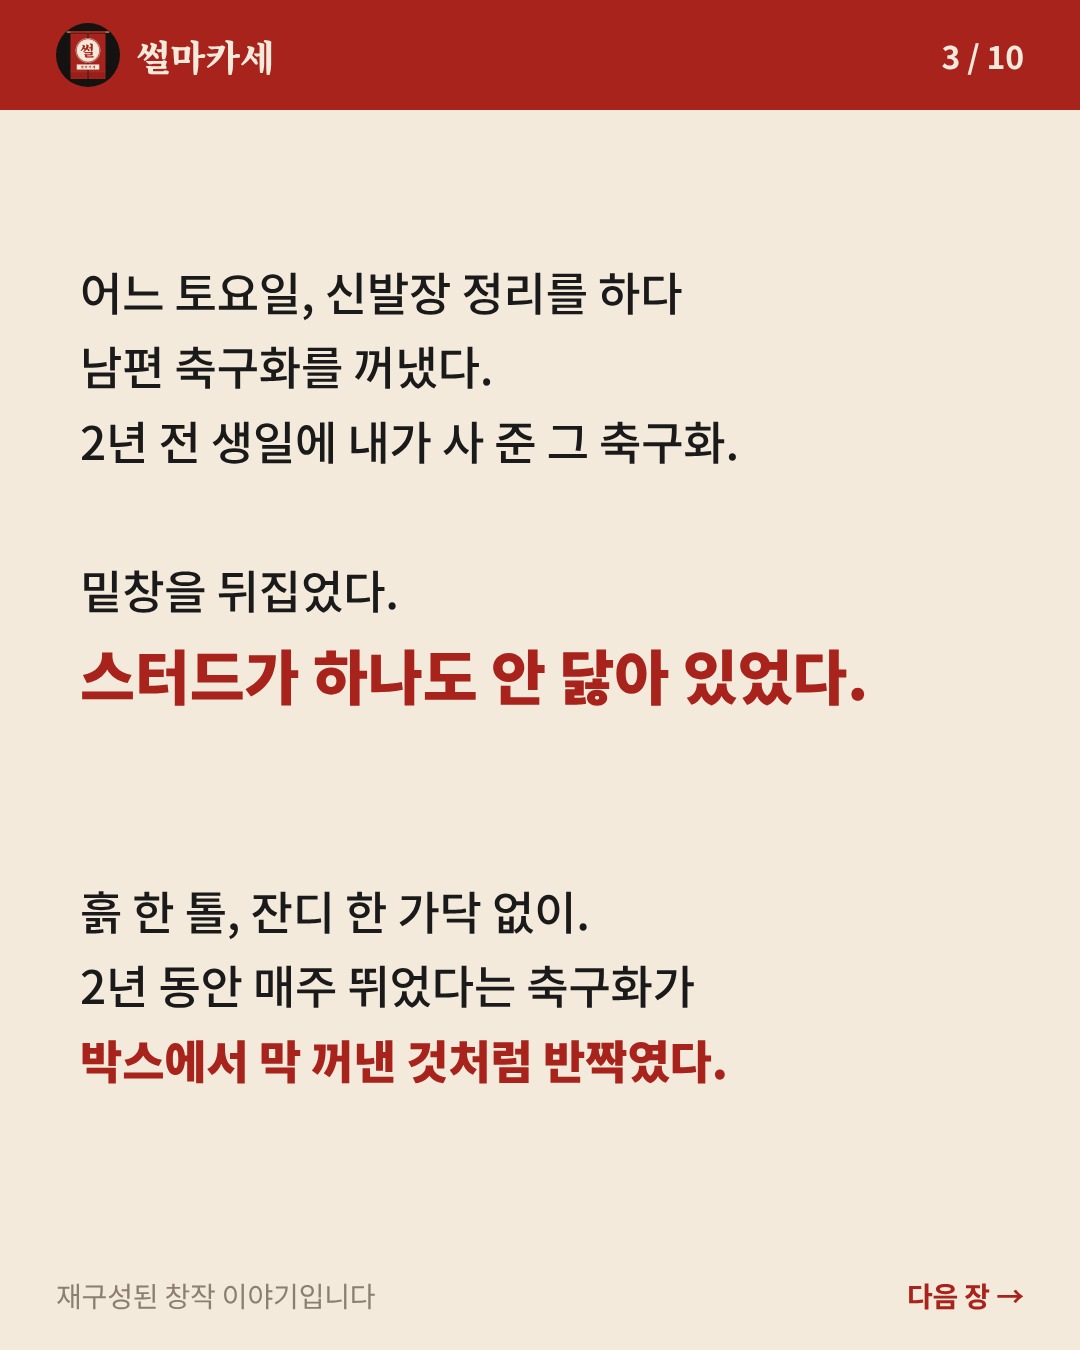 썰
썰마카세
3 / 10
어느 토요일, 신발장 정리를 하다
남편 축구화를 꺼냈다.
2년 전 생일에 내가 사 준 그 축구화.
밑창을 뒤집었다.
스터드가 하나도 안 닳아 있었다.
흙 한 톨, 잔디 한 가닥 없이.
2년 동안 매주 뛰었다는 축구화가
박스에서 막 꺼낸 것처럼 반짝였다.
재구성된 창작 이야기입니다
다음 장 →